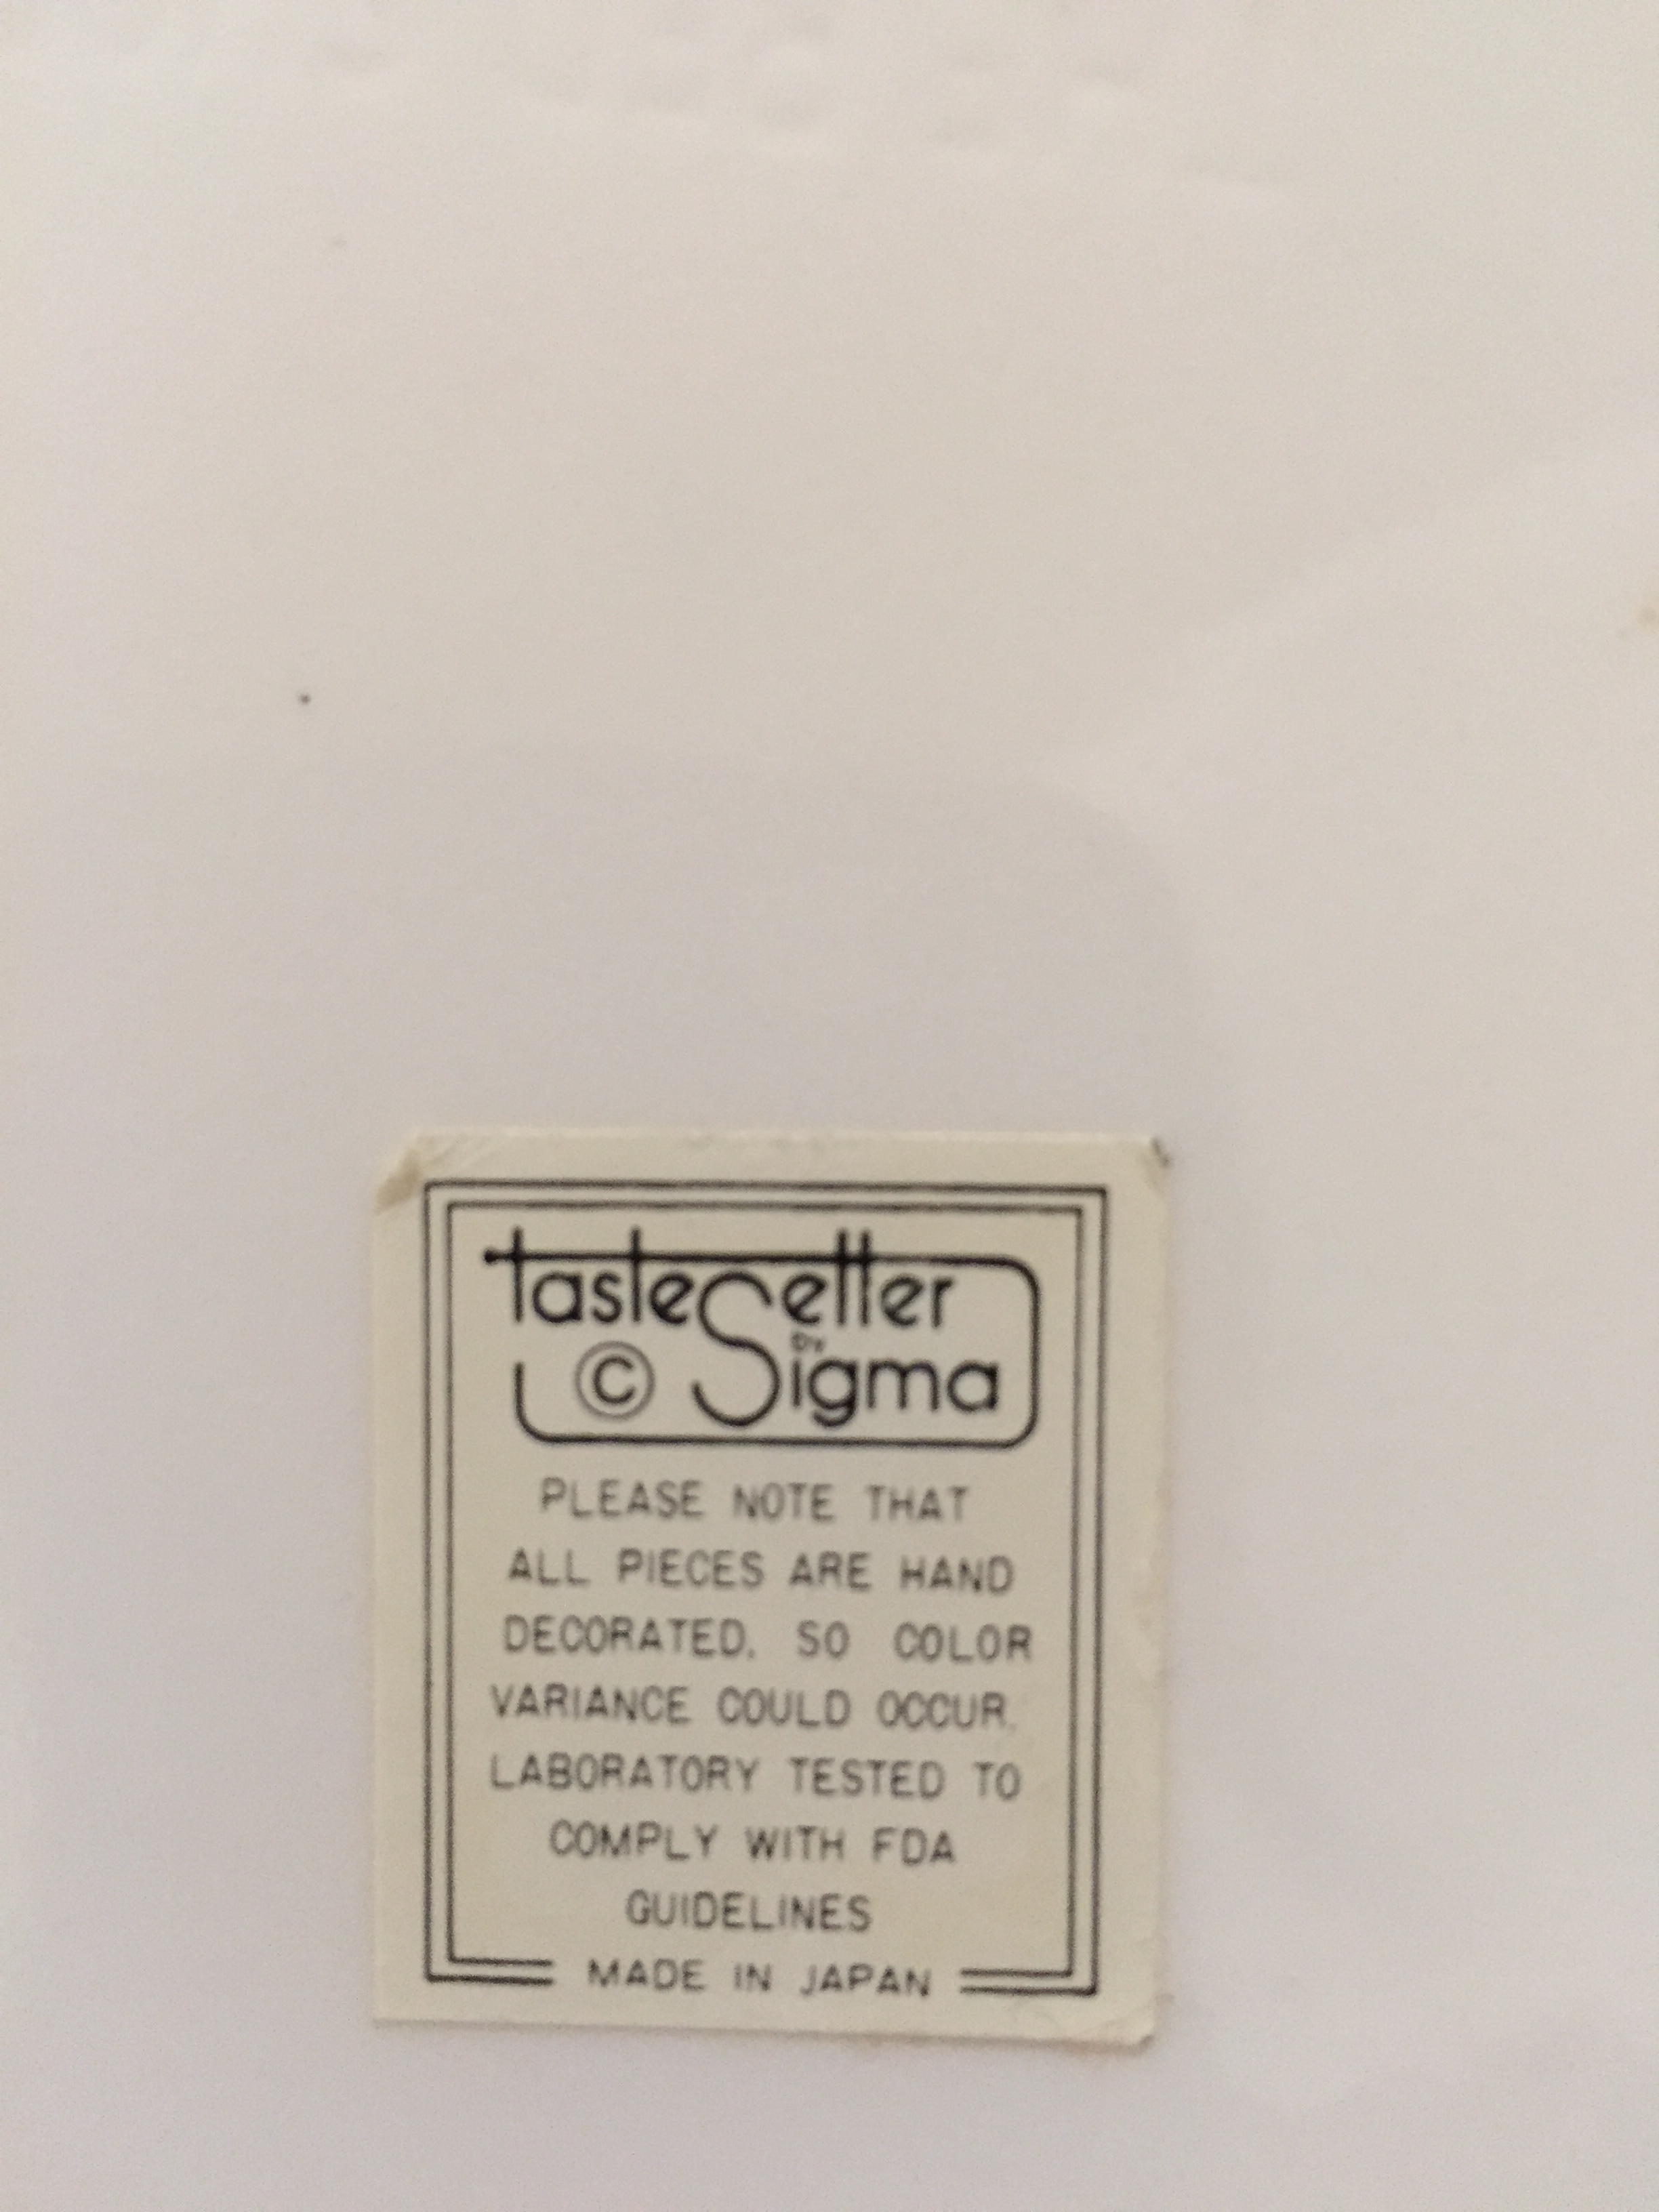 tasteSetter
by
© Sigma
PLEASE NOTE THAT
ALL PIECES ARE HAND
DECORATED, SO COLOR
VARIANCE COULD OCCUR.
LABORATORY TESTED TO
COMPLY WITH FDA
GUIDELINES
MADE IN JAPAN